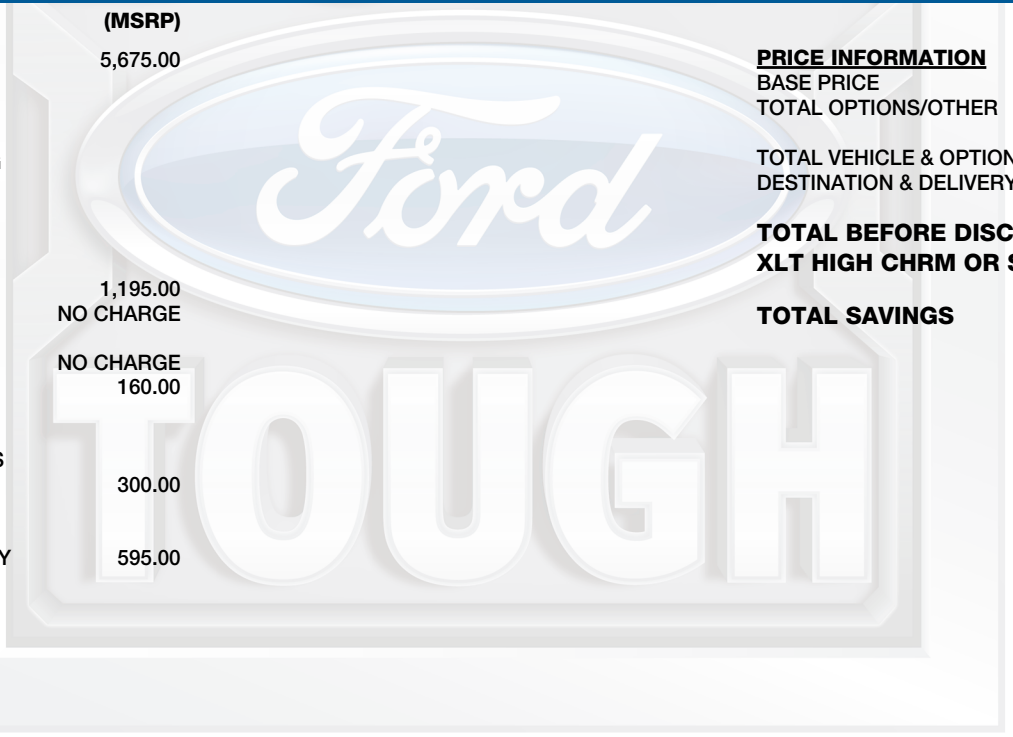 (MSRP)
5,675.00
1,195.00
NO CHARGE
NO CHARGE
160.00
S
300.00
Y
595.00
PRICE INFORMATION
BASE PRICE
TOTAL OPTIONS/OTHER
TOTAL VEHICLE & OPTION
DESTINATION & DELIVERY
TOTAL BEFORE DISC
XLT HIGH CHRM OR S
TOTAL SAVINGS
Ford
TOUGH